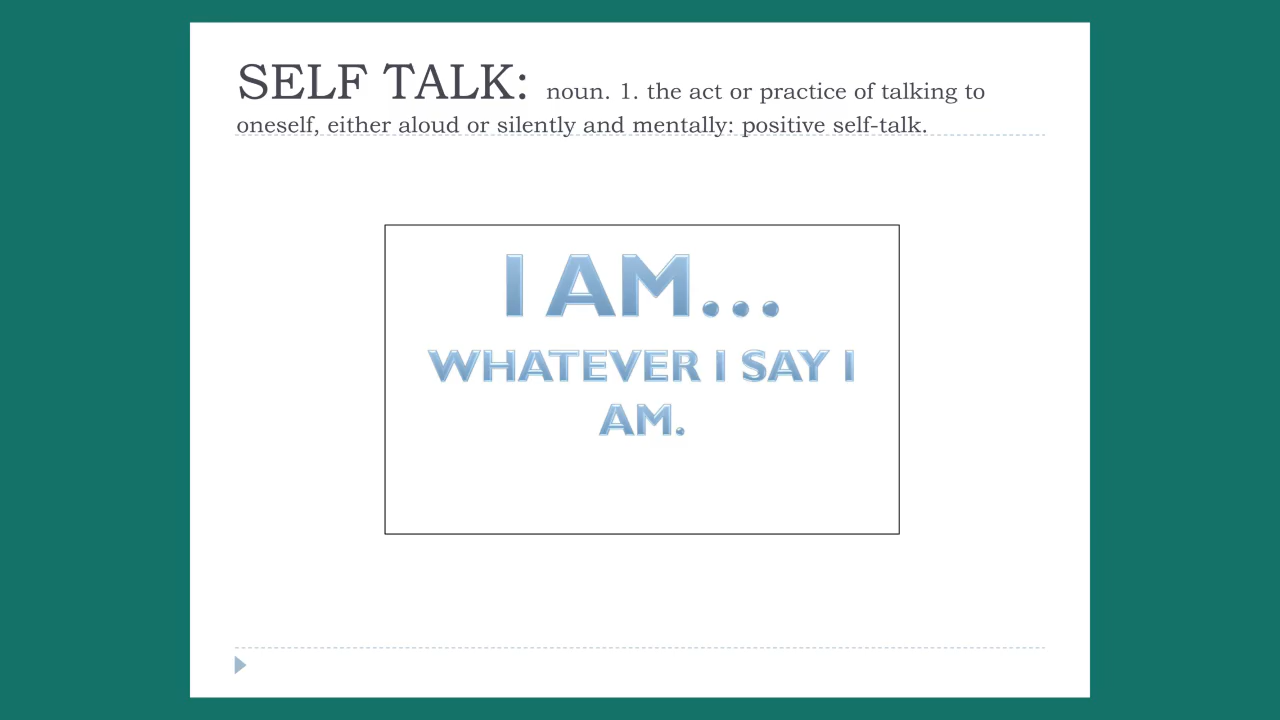 SELF TALK: noun. 1. the act or practice of talking to
oneself, either aloud or silently and mentally: positive self-talk.
I AM...
WHATEVER I SAY I
AM.